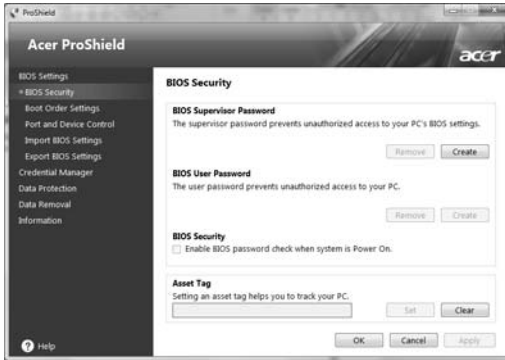 ProShield
Acer ProShield
acer
BIOS Settings
BIOS Security
Boot Order Settings
Port and Device Control
Import BIOS Settings
Export BIOS Settings
Credential Manager
Data Protection
Data Removal
Information
Help
BIOS Security
BIOS Supervisor Password
The supervisor password prevents unauthorized access to your PC's BIOS settings.
Remove Create
BIOS User Password
The user password prevents unauthorized access to your PC.
Remove Create
BIOS Security
Enable BIOS password check when system is Power On.
Asset Tag
Setting an asset tag helps you to track your PC.
Set Clear
OK Cancel Apply